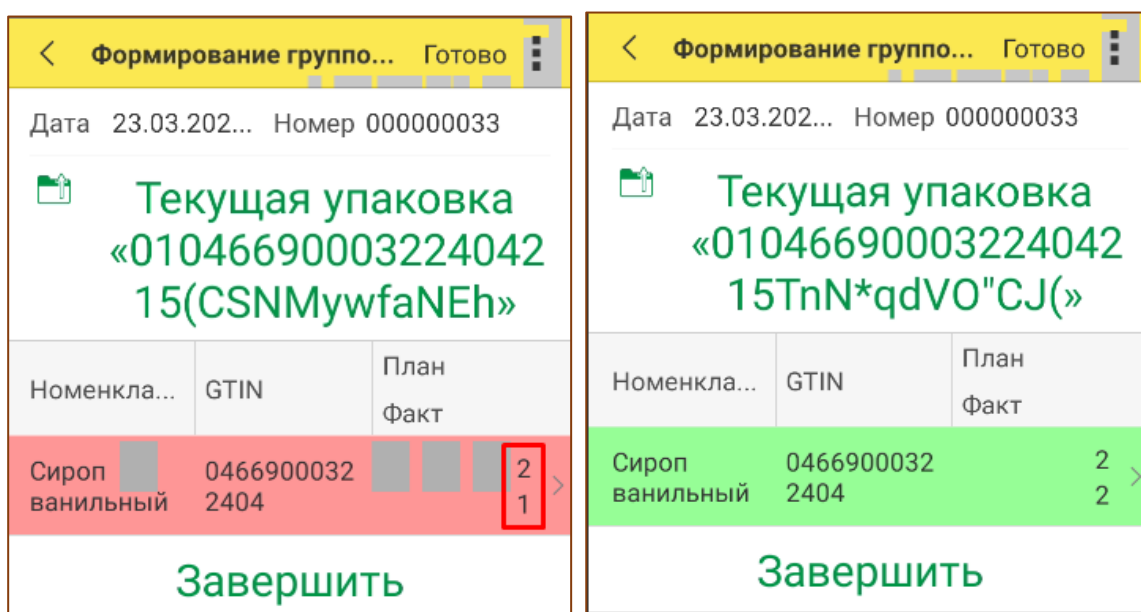 Формирование группо... Готово
Дата 23.03.202... Номер 000000033
Текущая упаковка
«01046690003224042
15(CSNMywfaNEh»
Номенкла... GTIN План
Факт
Сироп 0466900032 2
ванильный 2404 1
Завершить
Формирование группо... Готово
Дата 23.03.202... Номер 000000033
Текущая упаковка
«01046690003224042
15TnN*qdVO"CJ(»
Номенкла... GTIN План
Факт
Сироп 0466900032 2
ванильный 2404 2
Завершить